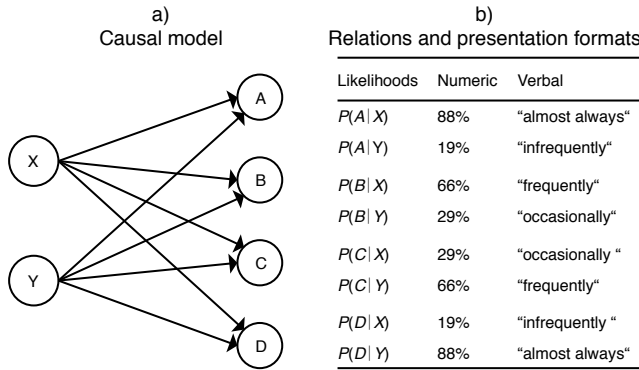 a)
Causal model
X
Y
A
B
C
D
b)
Relations and presentation formats
Likelihoods Numeric Verbal
P(A|X) 88% “almost always“
P(A|Y) 19% “infrequently“
P(B|X) 66% “frequently“
P(B|Y) 29% “occasionally“
P(C|X) 29% “occasionally “
P(C|Y) 66% “frequently“
P(D|X) 19% “infrequently “
P(D|Y) 88% “almost always“